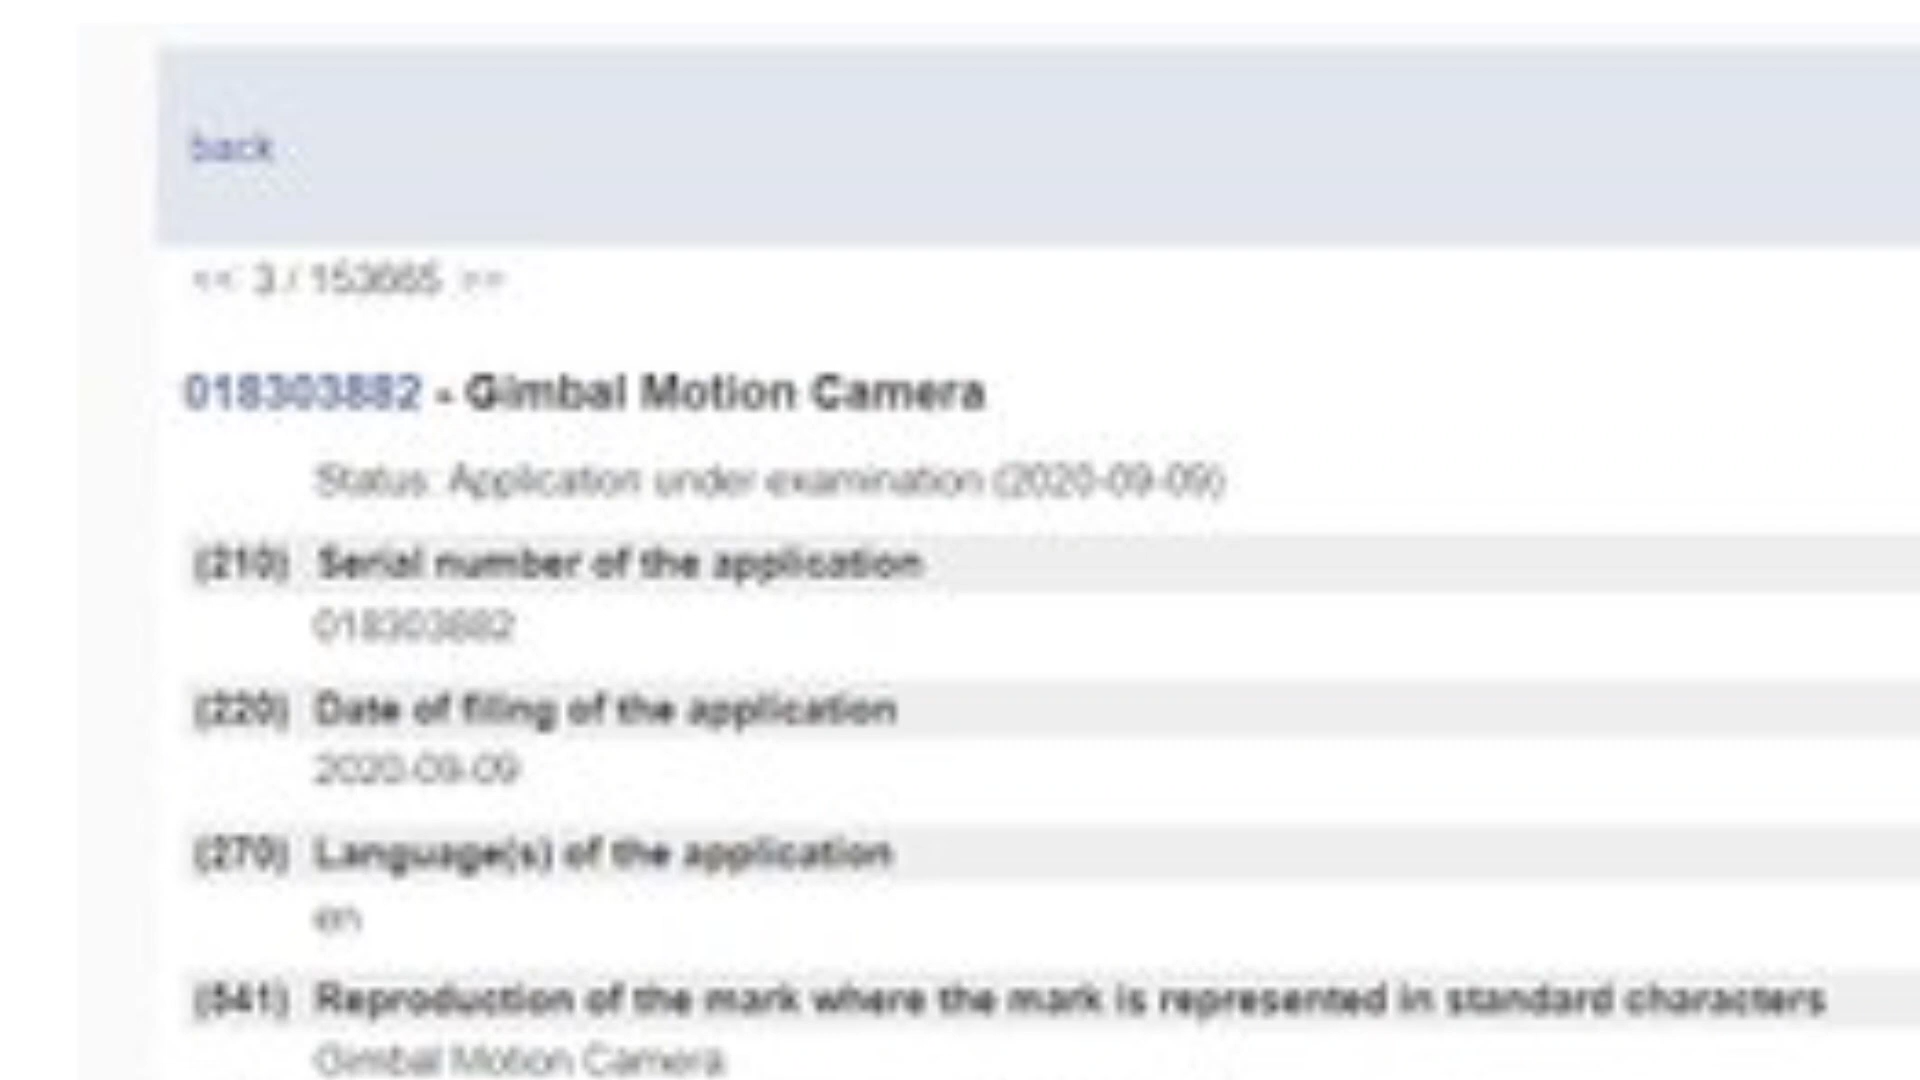 back
<< 3 / 153665 >>
018303882 - Gimbal Motion Camera
Status: Application under examination (2020-09-09)
(210) Serial number of the application
018303882
(220) Date of filing of the application
2020-09-09
(270) Language(s) of the application
en
(541) Reproduction of the mark where the mark is represented in standard characters
Gimbal Motion Camera